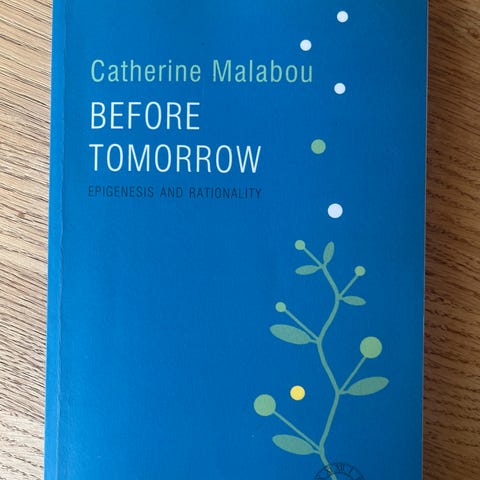 Catherine Malabou
BEFORE
TOMORROW
EPIGENESIS AND RATIONALITY